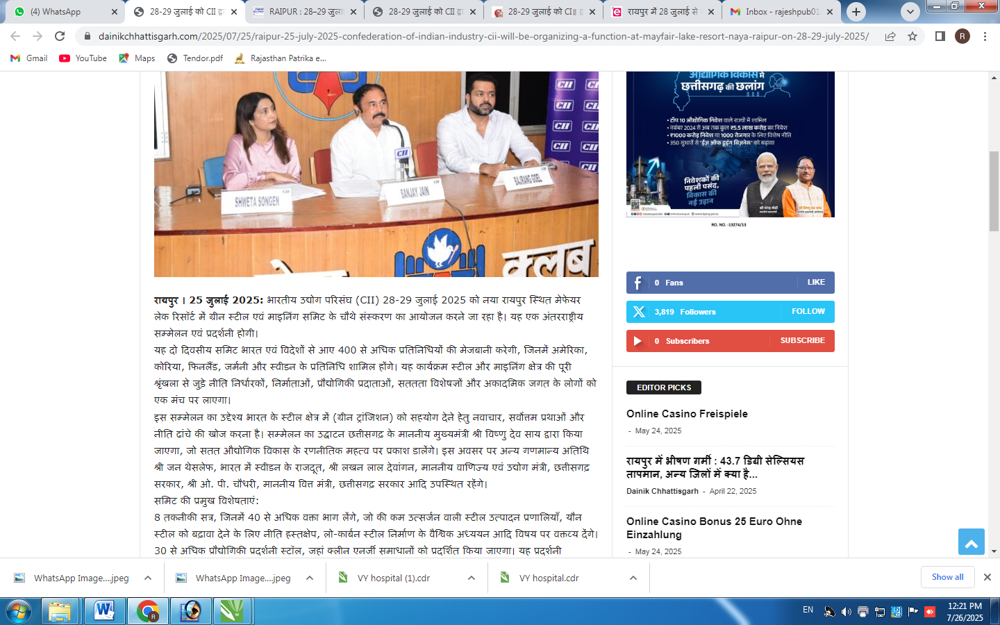 (4) WhatsApp
28-29 जुलाई को CII द्वा
RAIPUR : 28–29 जुला
28-29 जुलाई को CII द्वा
28-29 जुलाई को CI॥ द्
रायपुर में 28 जुलाई से
Inbox - rajeshpub01
dainikchhattisgarh.com/2025/07/25/raipur-25-july-2025-confederation-of-indian-industry-cii-will-be-organizing-a-function-at-mayfair-lake-resort-naya-raipur-on-28-29-july-2025/
R
Gmail
YouTube
Maps
Tendor.pdf
Rajasthan Patrika e...
CII
CII
CII
SHWETA SONGEN
SANJAY JAIN
BAJRANG GOEL
क्लब
रायपुर । 25 जुलाई 2025: भारतीय उद्योग परिसंघ (CII) 28-29 जुलाई 2025 को नया रायपुर स्थित मेफेयर
लेक रिसॉर्ट में ग्रीन स्टील एवं माइनिंग समिट के चौथे संस्करण का आयोजन करने जा रहा है। यह एक अंतरराष्ट्रीय
सम्मेलन एवं प्रदर्शनी होगी।
यह दो दिवसीय समिट भारत एवं विदेशों से आए 400 से अधिक प्रतिनिधियों की मेजबानी करेगी, जिनमें अमेरिका,
कोरिया, फिनलैंड, जर्मनी और स्वीडन के प्रतिनिधि शामिल होंगे। यह कार्यक्रम स्टील और माइनिंग क्षेत्र की पूरी
श्रृंखला से जुड़े नीति निर्धारकों, निर्माताओं, प्रौद्योगिकी प्रदाताओं, सततता विशेषज्ञों और अकादमिक जगत के लोगों को
एक मंच पर लाएगा।
इस सम्मेलन का उद्देश्य भारत के स्टील क्षेत्र में (ग्रीन ट्रांजिशन) को सहयोग देने हेतु नवाचार, सर्वोत्तम प्रथाओं और
नीति ढांचे की खोज करना है। सम्मेलन का उद्घाटन छत्तीसगढ़ के माननीय मुख्यमंत्री श्री विष्णु देव साय द्वारा किया
जाएगा, जो सतत औद्योगिक विकास के रणनीतिक महत्व पर प्रकाश डालेंगे। इस अवसर पर अन्य गणमान्य अतिथि
श्री जन थेसलेफ, भारत में स्वीडन के राजदूत, श्री लखन लाल देवांगन, माननीय वाणिज्य एवं उद्योग मंत्री, छत्तीसगढ़
सरकार, श्री ओ. पी. चौधरी, माननीय वित्त मंत्री, छत्तीसगढ़ सरकार आदि उपस्थित रहेंगे।
समिट की प्रमुख विशेषताएं:
8 तकनीकी सत्र, जिनमें 40 से अधिक वक्ता भाग लेंगे, जो की कम उत्सर्जन वाली स्टील उत्पादन प्रणालियाँ, यौन
स्टील को बढ़ावा देने के लिए नीति हस्तक्षेप, लो-कार्बन स्टील निर्माण के वैश्विक अध्ययन आदि विषय पर वक्तव्य देंगे।
30 से अधिक प्रौद्योगिकी प्रदर्शनी स्टॉल, जहां क्लीन एनर्जी समाधानों को प्रदर्शित किया जाएगा। यह प्रदर्शनी
औद्योगिक विकास में
छत्तीसगढ़ की छलांग
• टॉप 10 औद्योगिक निवेश वाले राज्यों में शामिल
• नवंबर 2024 से अब तक कुल ₹5.5 लाख करोड़ का निवेश
• ₹1000 करोड़ निवेश या 1000 रोजगार के लिए विशेष नीति
• 350 सुधारों से 'ईज़ ऑफ डूइंग बिज़नेस' को बढ़ावा
निवेशकों की
पहली पसंद,
विकास की
नई उड़ान
RO. NO. -13274/13
0 Fans LIKE
3,819 Followers FOLLOW
0 Subscribers SUBSCRIBE
EDITOR PICKS
Online Casino Freispiele
- May 24, 2025
रायपुर में भीषण गर्मी : 43.7 डिग्री सेल्सियस
तापमान, अन्य जिलों में क्या है...
Dainik Chhattisgarh - April 22, 2025
Online Casino Bonus 25 Euro Ohne
Einzahlung
- May 24, 2025
WhatsApp Image....jpeg
WhatsApp Image....jpeg
VY hospital (1).cdr
VY hospital.cdr
Show all
EN
12:21 PM
7/26/2025